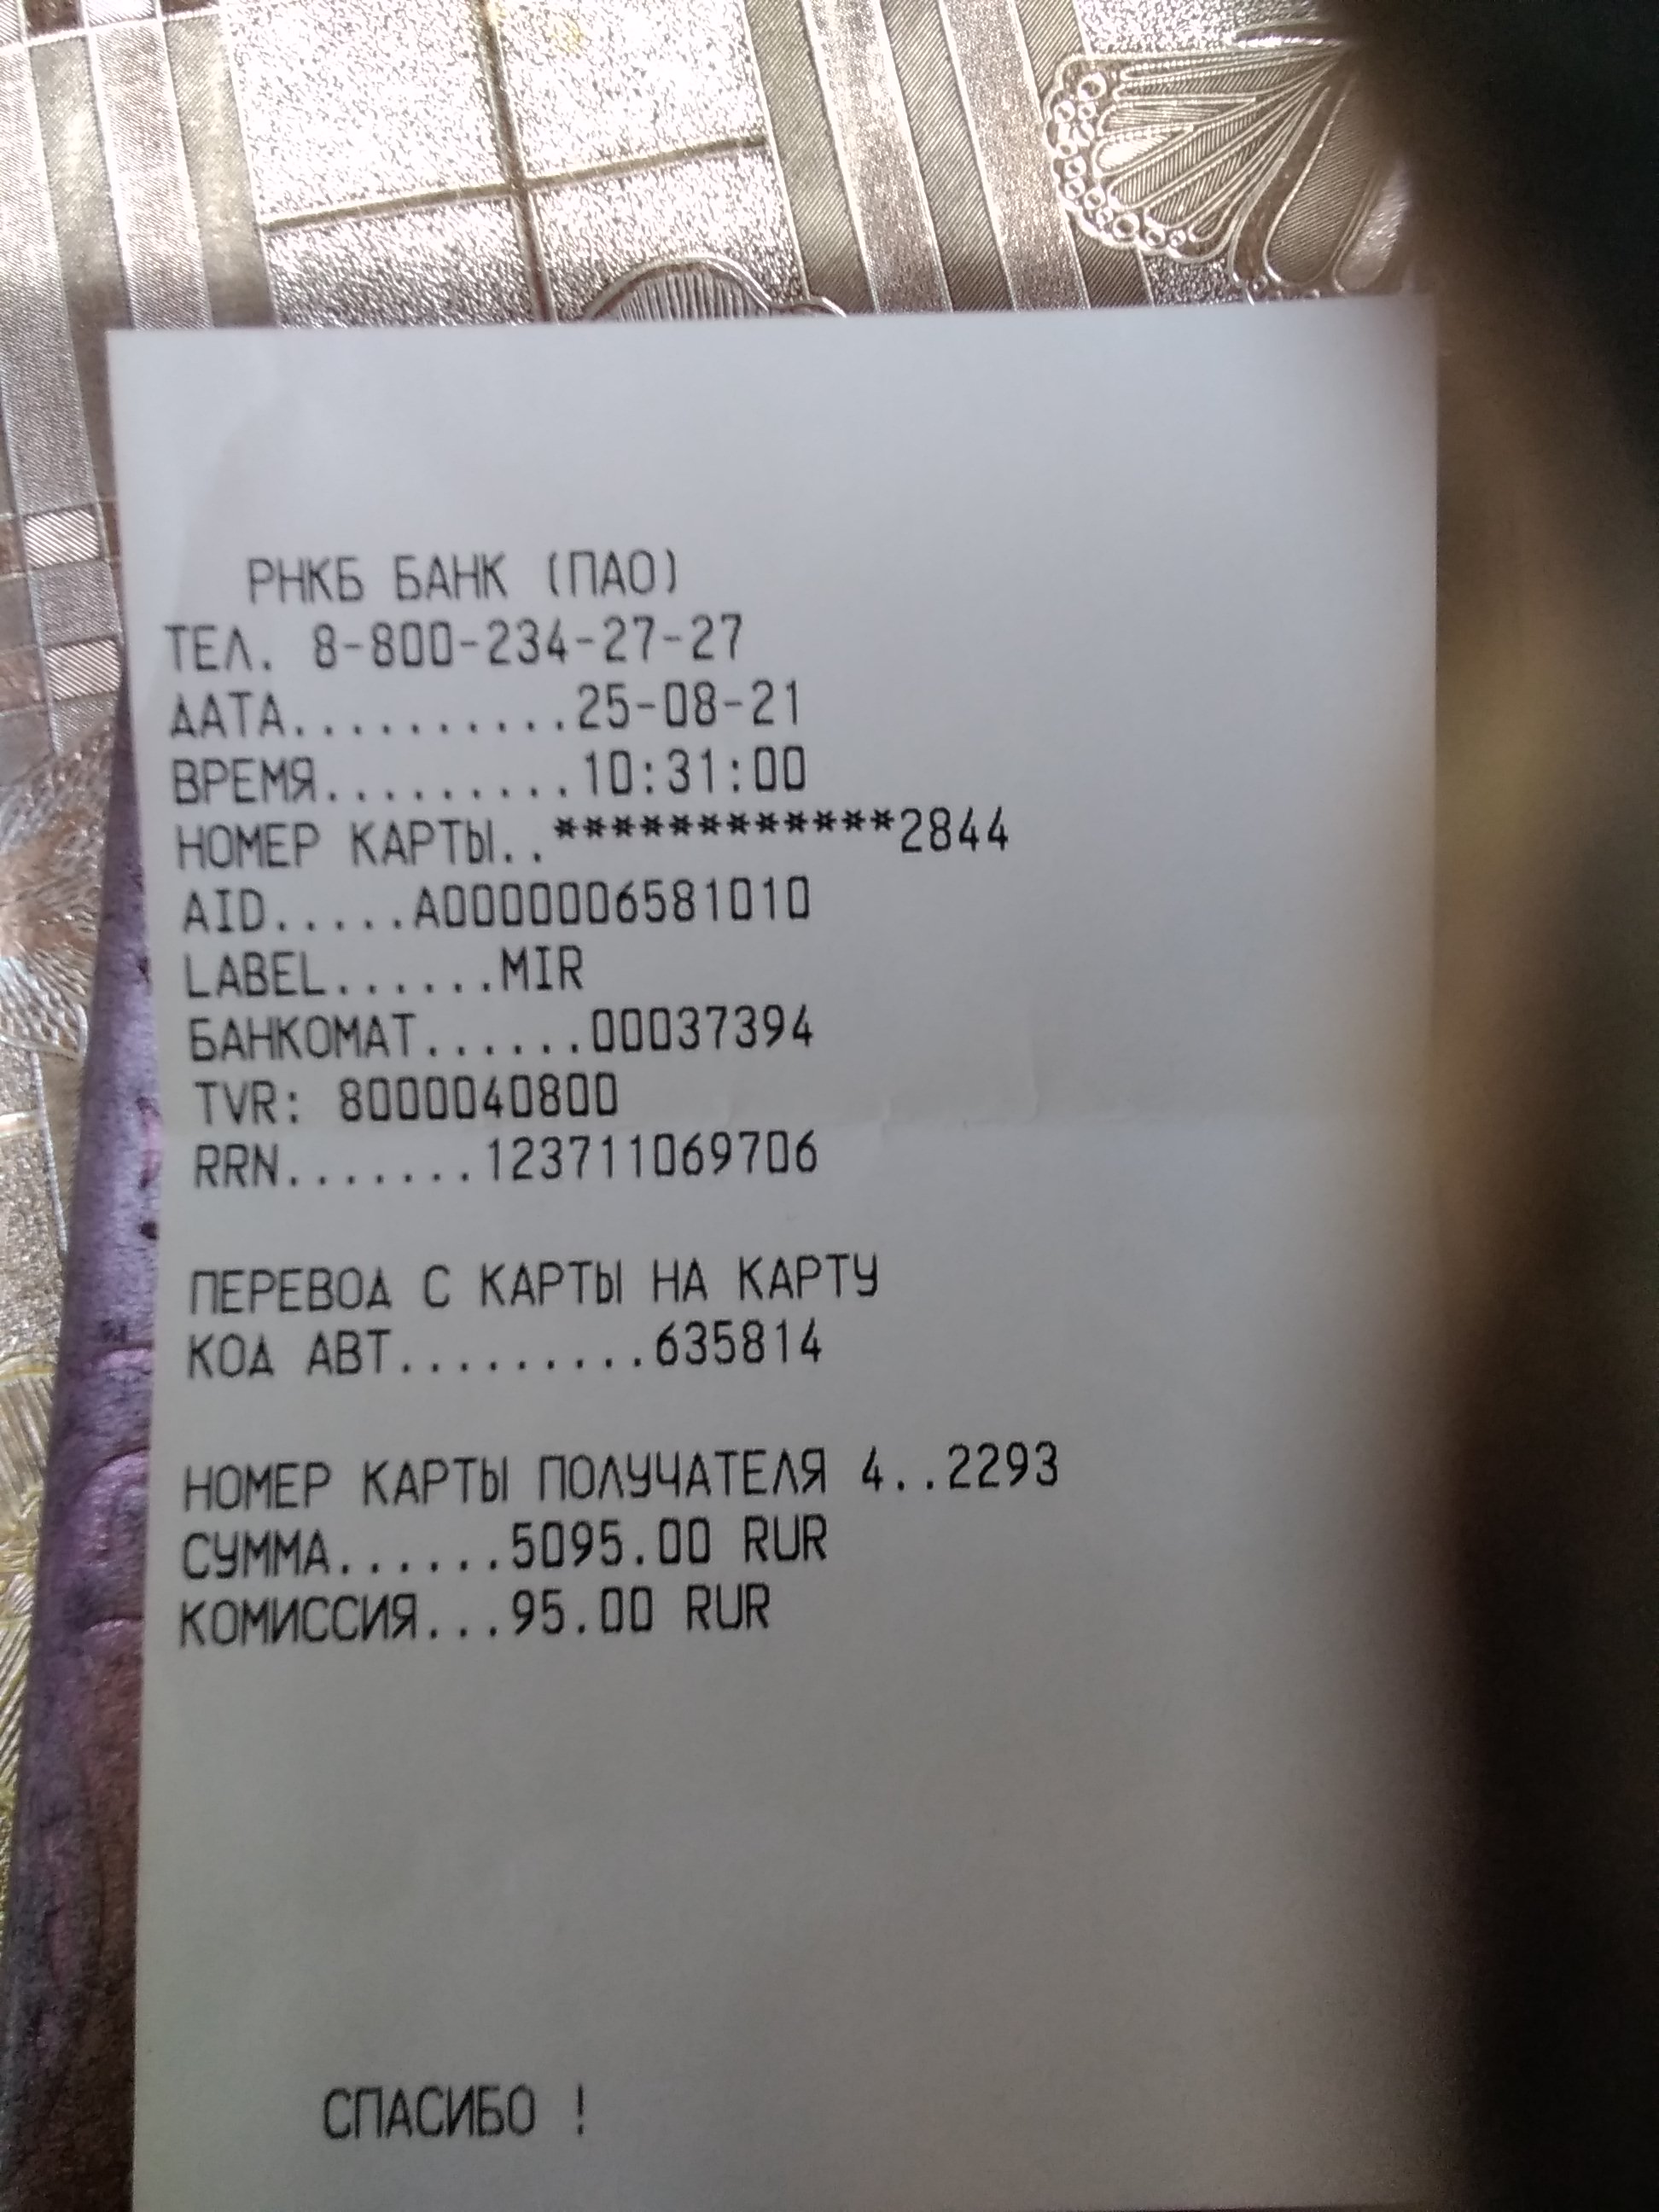 РНКБ БАНК (ПАО)
ТЕЛ. 8-800-234-27-27
ДАТА..........25-08-21
ВРЕМЯ.........10:31:00
НОМЕР КАРТЫ..************2844
AID.....A0000006581010
LABEL......MIR
БАНКОМАТ......00037394
TVR: 8000040800
RRN.......123711069706
ПЕРЕВОД С КАРТЫ НА КАРТУ
КОД АВТ.........635814
НОМЕР КАРТЫ ПОЛУЧАТЕЛЯ 4..2293
СУММА......5095.00 RUR
КОМИССИЯ...95.00 RUR
СПАСИБО !